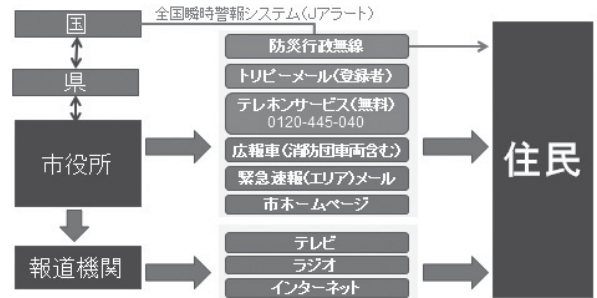 全国瞬時警報システム(Jアラート)
国
県
市役所
報道機関
防災行政無線
トリピーメール(登録者)
テレホンサービス(無料)
0120-445-040
広報車(消防団車両含む)
緊急速報(エリア)メール
市ホームページ
テレビ
ラジオ
インターネット
住民